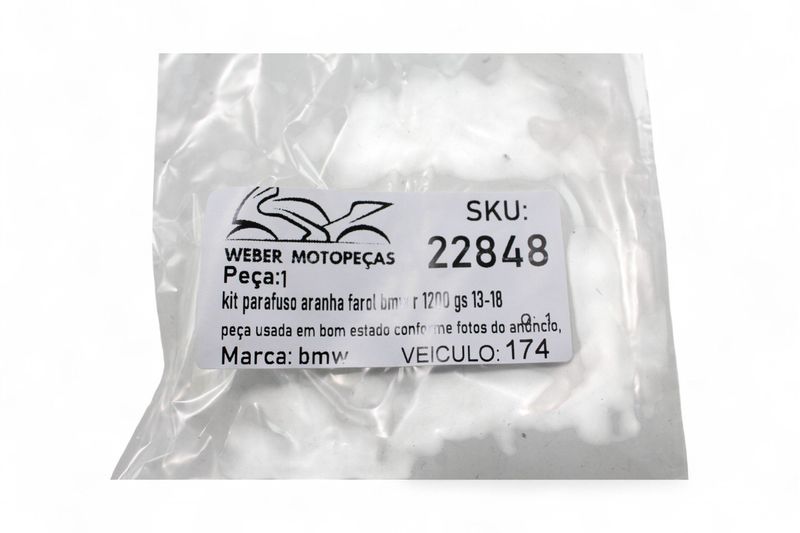 WEBER MOTOPEÇAS
SKU:
22848
Peça:1
kit parafuso aranha farol bmw r 1200 gs 13-18
Q: 1
peça usada em bom estado conforme fotos do anúncio,
Marca: bmw
VEICULO: 174